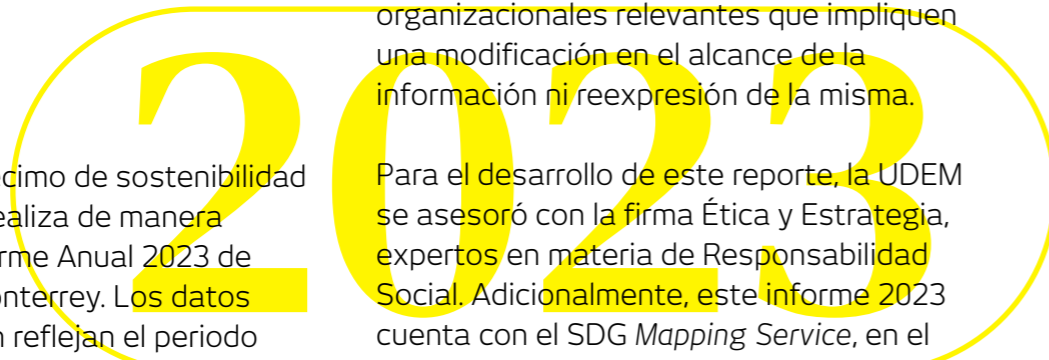 2023
ecimo de sostenibilidad
ealiza de manera
rme Anual 2023 de
onterrey. Los datos
n reflejan el periodo
organizacionales relevantes que impliquen
una modificación en el alcance de la
información ni reexpresión de la misma.
Para el desarrollo de este reporte, la UDEM
se asesoró con la firma Ética y Estrategia,
expertos en materia de Responsabilidad
Social. Adicionalmente, este informe 2023
cuenta con el SDG Mapping Service, en el